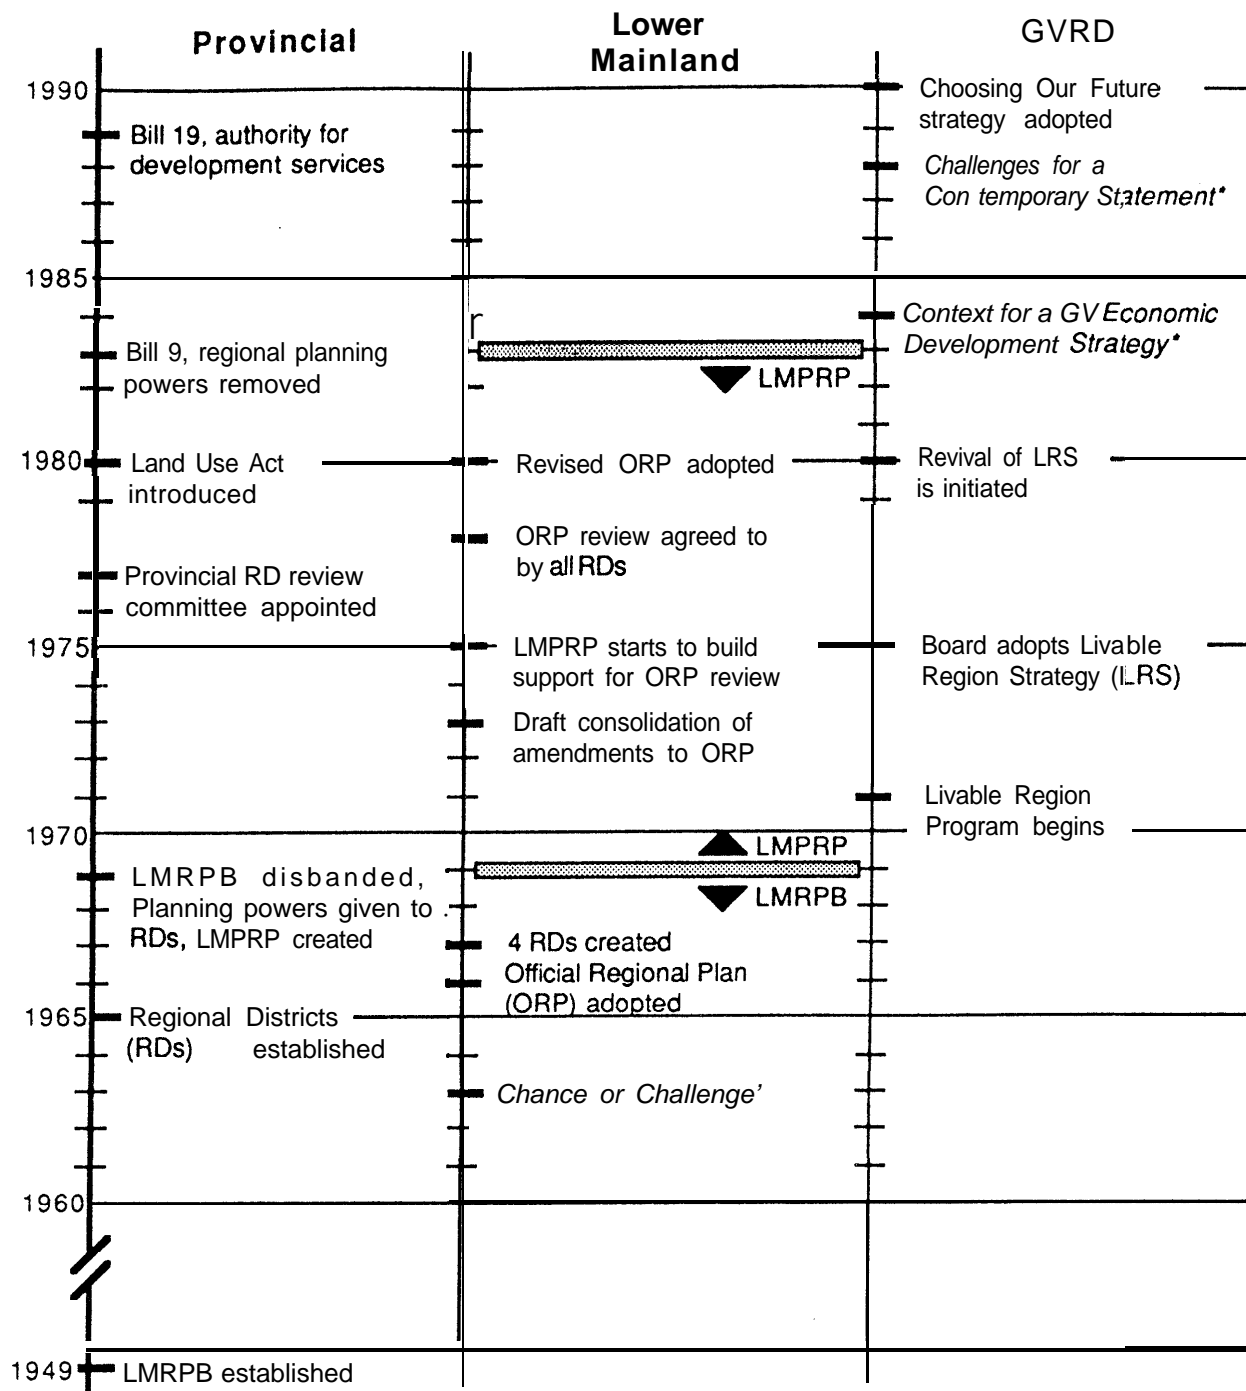 Provincial
Lower
Mainland
GVRD
1990
Choosing Our Future
strategy adopted
Bill 19, authority for
development services
Challenges for a
Con temporary Statement*
1985
Context for a GV Economic
Development Strategy*
r
Bill 9, regional planning
powers removed
LMPRP
1980
Land Use Act
introduced
Revised ORP adopted
Revival of LRS
is initiated
ORP review agreed to
by all RDs
Provincial RD review
committee appointed
1975
LMPRP starts to build
support for ORP review
Board adopts Livable
Region Strategy (LRS)
Draft consolidation of
amendments to ORP
Livable Region
Program begins
1970
LMPRP
LMRPB disbanded,
Planning powers given to .
RDs, LMPRP created
LMRPB
4 RDs created
Official Regional Plan
(ORP) adopted
1965
Regional Districts
(RDs) established
Chance or Challenge'
1960
1949
LMRPB established